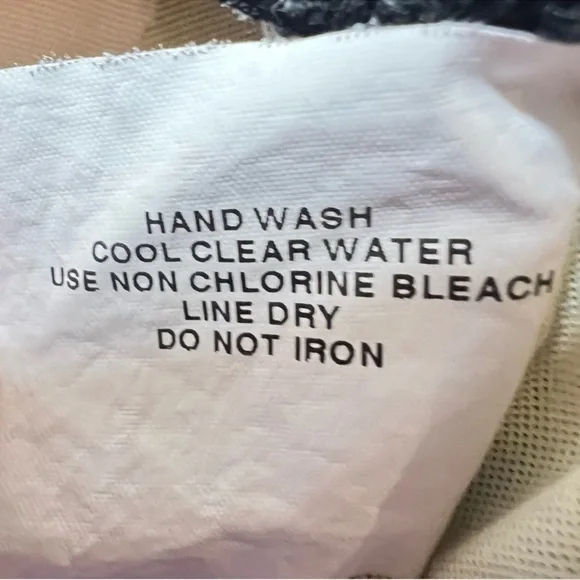 HAND WASH
COOL CLEAR WATER
USE NON CHLORINE BLEACH
LINE DRY
DO NOT IRON